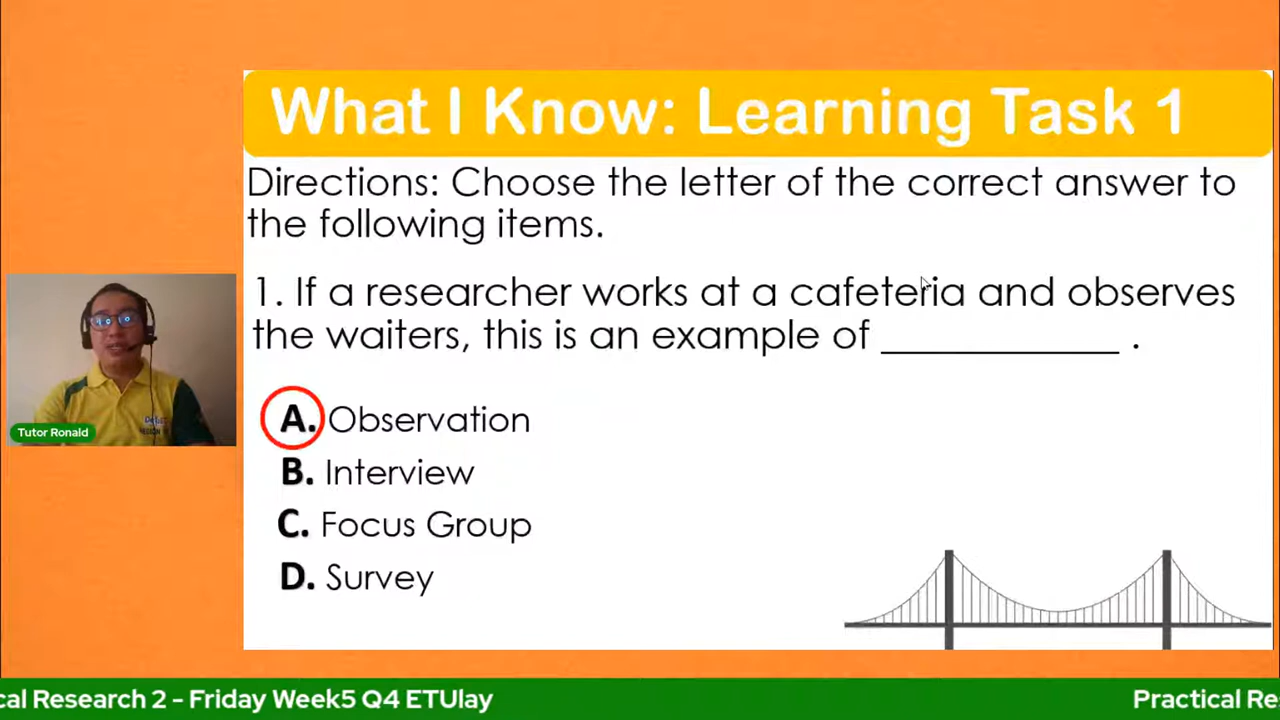 What I Know: Learning Task 1
Directions: Choose the letter of the correct answer to
the following items.
1. If a researcher works at a cafeteria and observes
the waiters, this is an example of ____________ .
A. Observation
B. Interview
C. Focus Group
D. Survey
Tutor Ronald
cal Research 2 - Friday Week5 Q4 ETUlay
Practical Re